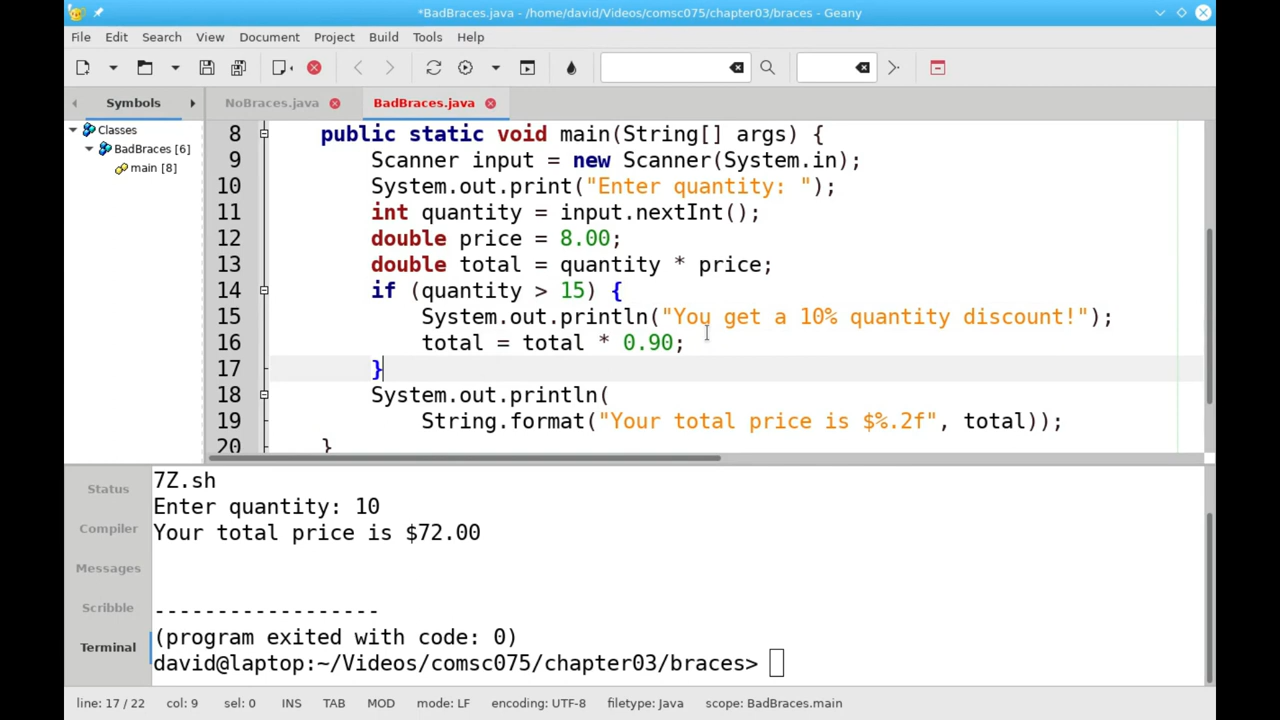 *BadBraces.java - /home/david/Videos/comsc075/chapter03/braces - Geany
File Edit Search View Document Project Build Tools Help
Symbols NoBraces.java BadBraces.java
Classes
BadBraces [6]
main [8]
8 public static void main(String[] args) {
9 Scanner input = new Scanner(System.in);
10 System.out.print("Enter quantity: ");
11 int quantity = input.nextInt();
12 double price = 8.00;
13 double total = quantity * price;
14 if (quantity > 15) {
15 System.out.println("You get a 10% quantity discount!");
16 total = total * 0.90;
17 }
18 System.out.println(
19 String.format("Your total price is $%.2f", total));
20 }
Status
Compiler
Messages
Scribble
Terminal
7Z.sh
Enter quantity: 10
Your total price is $72.00
------------------
(program exited with code: 0)
david@laptop:~/Videos/comsc075/chapter03/braces>
line: 17 / 22 col: 9 sel: 0 INS TAB MOD mode: LF encoding: UTF-8 filetype: Java scope: BadBraces.main